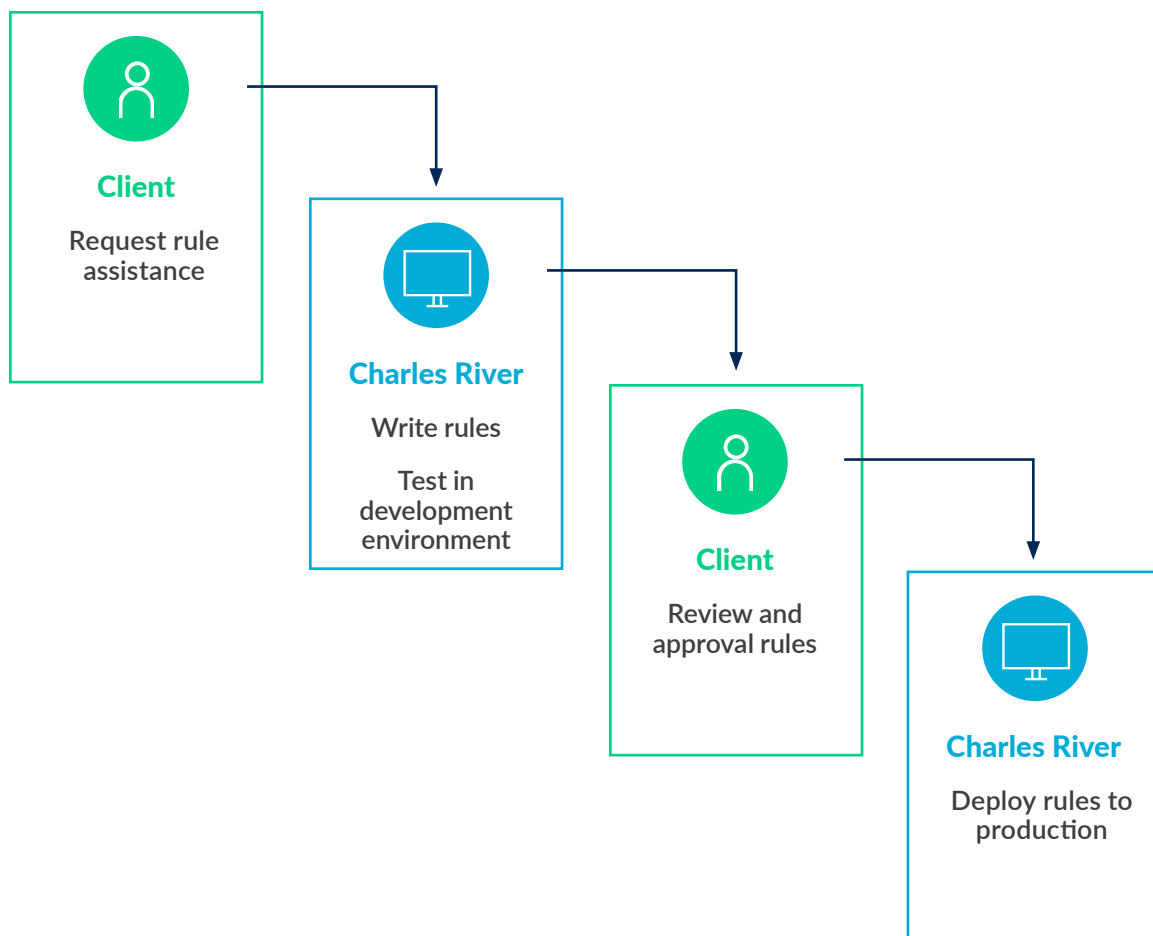 Client
Request rule
assistance
Charles River
Write rules
Test in
development
environment
Client
Review and
approval rules
Charles River
Deploy rules to
production